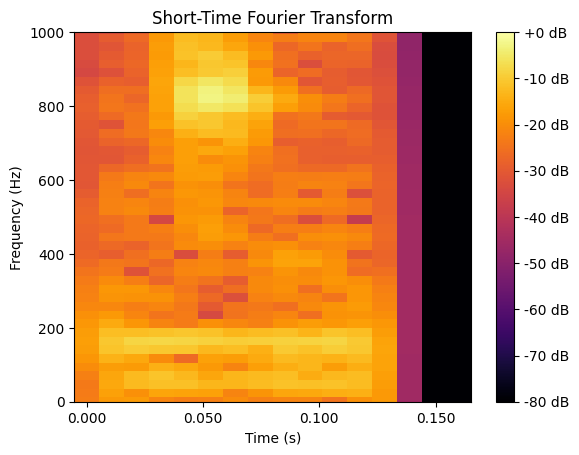 Short-Time Fourier Transform
1000
800
600
400
200
0
Frequency (Hz)
0.000
0.050
0.100
0.150
Time (s)
+0 dB
-10 dB
-20 dB
-30 dB
-40 dB
-50 dB
-60 dB
-70 dB
-80 dB